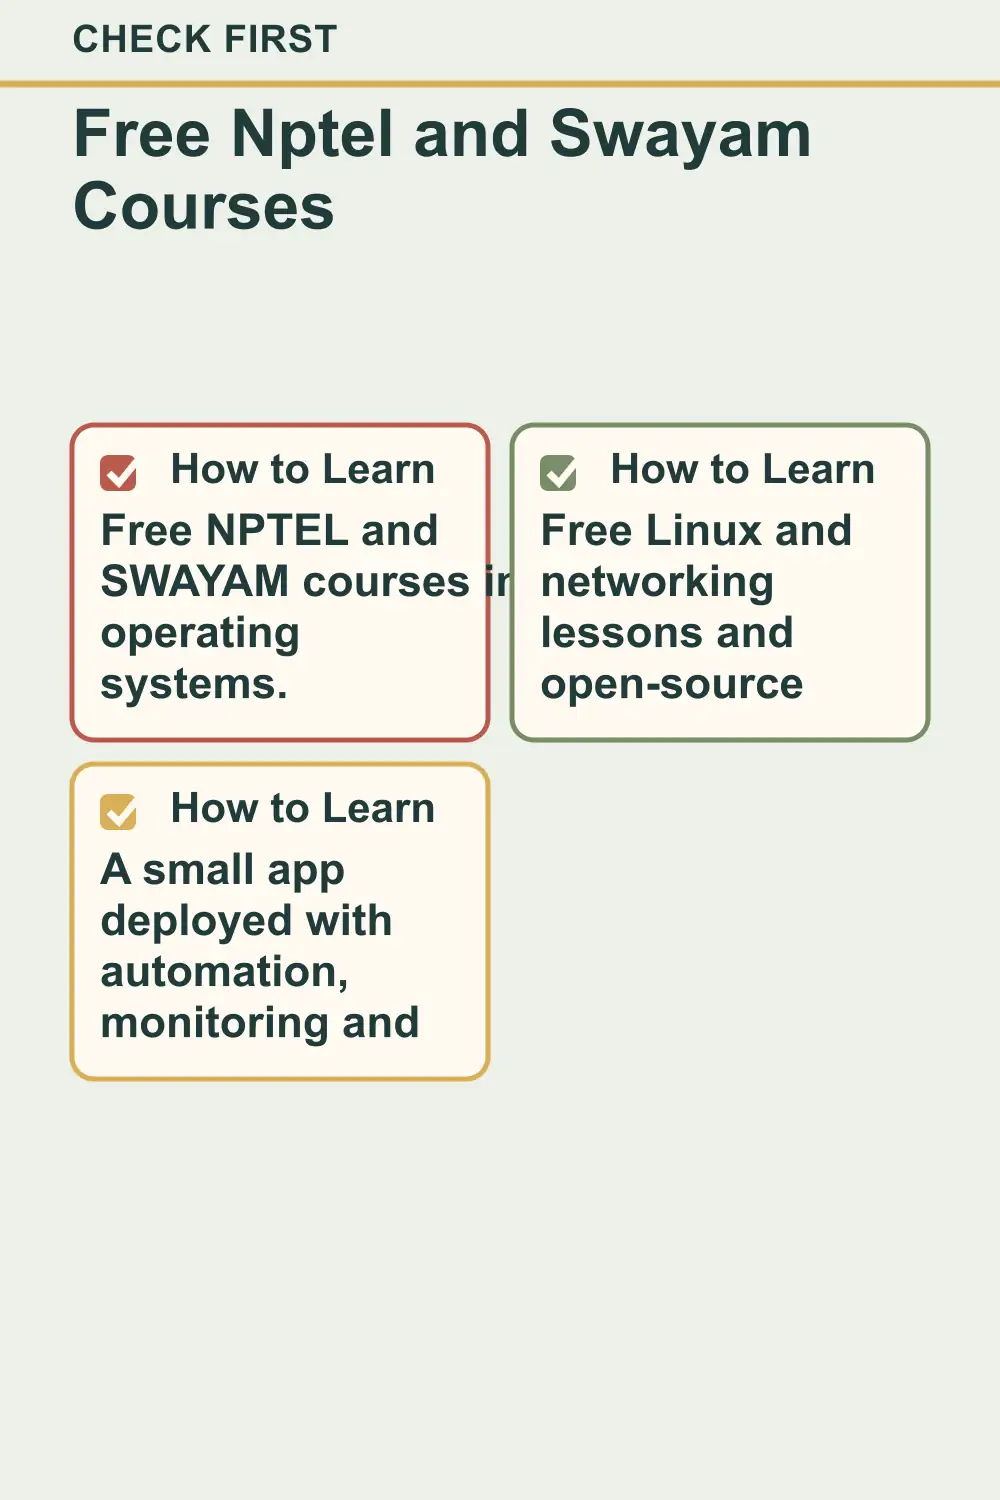 CHECK FIRST
Free Nptel and Swayam
Courses
How to Learn
Free NPTEL and
SWAYAM courses in
operating
systems.
How to Learn
Free Linux and
networking
lessons and
open-source
How to Learn
A small app
deployed with
automation,
monitoring and